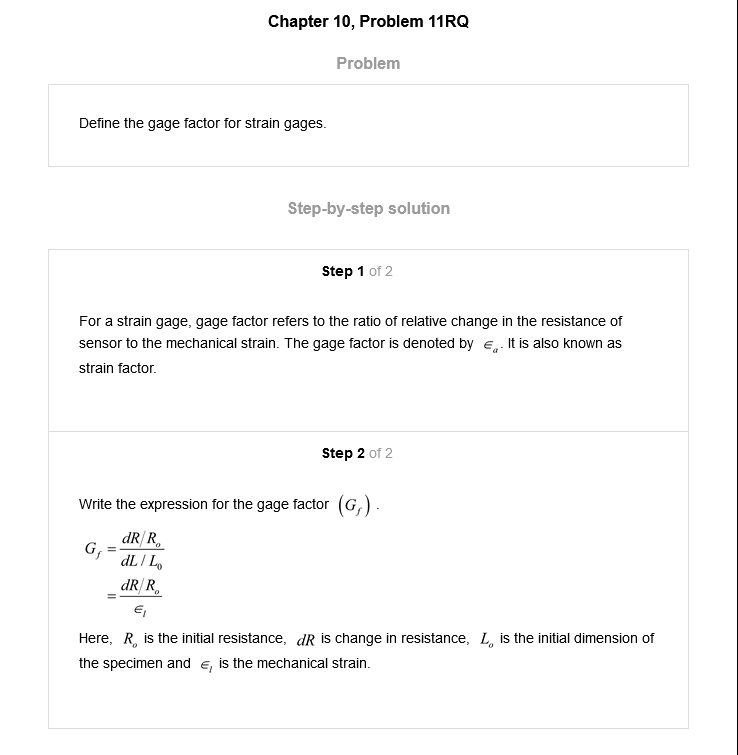 Chapter 10, Problem 11RQ
Problem
Define the gage factor for strain gages.
Step-by-step solution
Step 1 of 2
For a strain gage, gage factor refers to the ratio of relative change in the resistance of
sensor to the mechanical strain. The gage factor is denoted by ∈ₐ. It is also known as
strain factor.
Step 2 of 2
Write the expression for the gage factor (G_f).
G_f = (dR/R_o)/(dL/L_0)
= (dR/R_o)/∈_l
Here, R_o is the initial resistance, dR is change in resistance, L_o is the initial dimension of
the specimen and ∈_l is the mechanical strain.